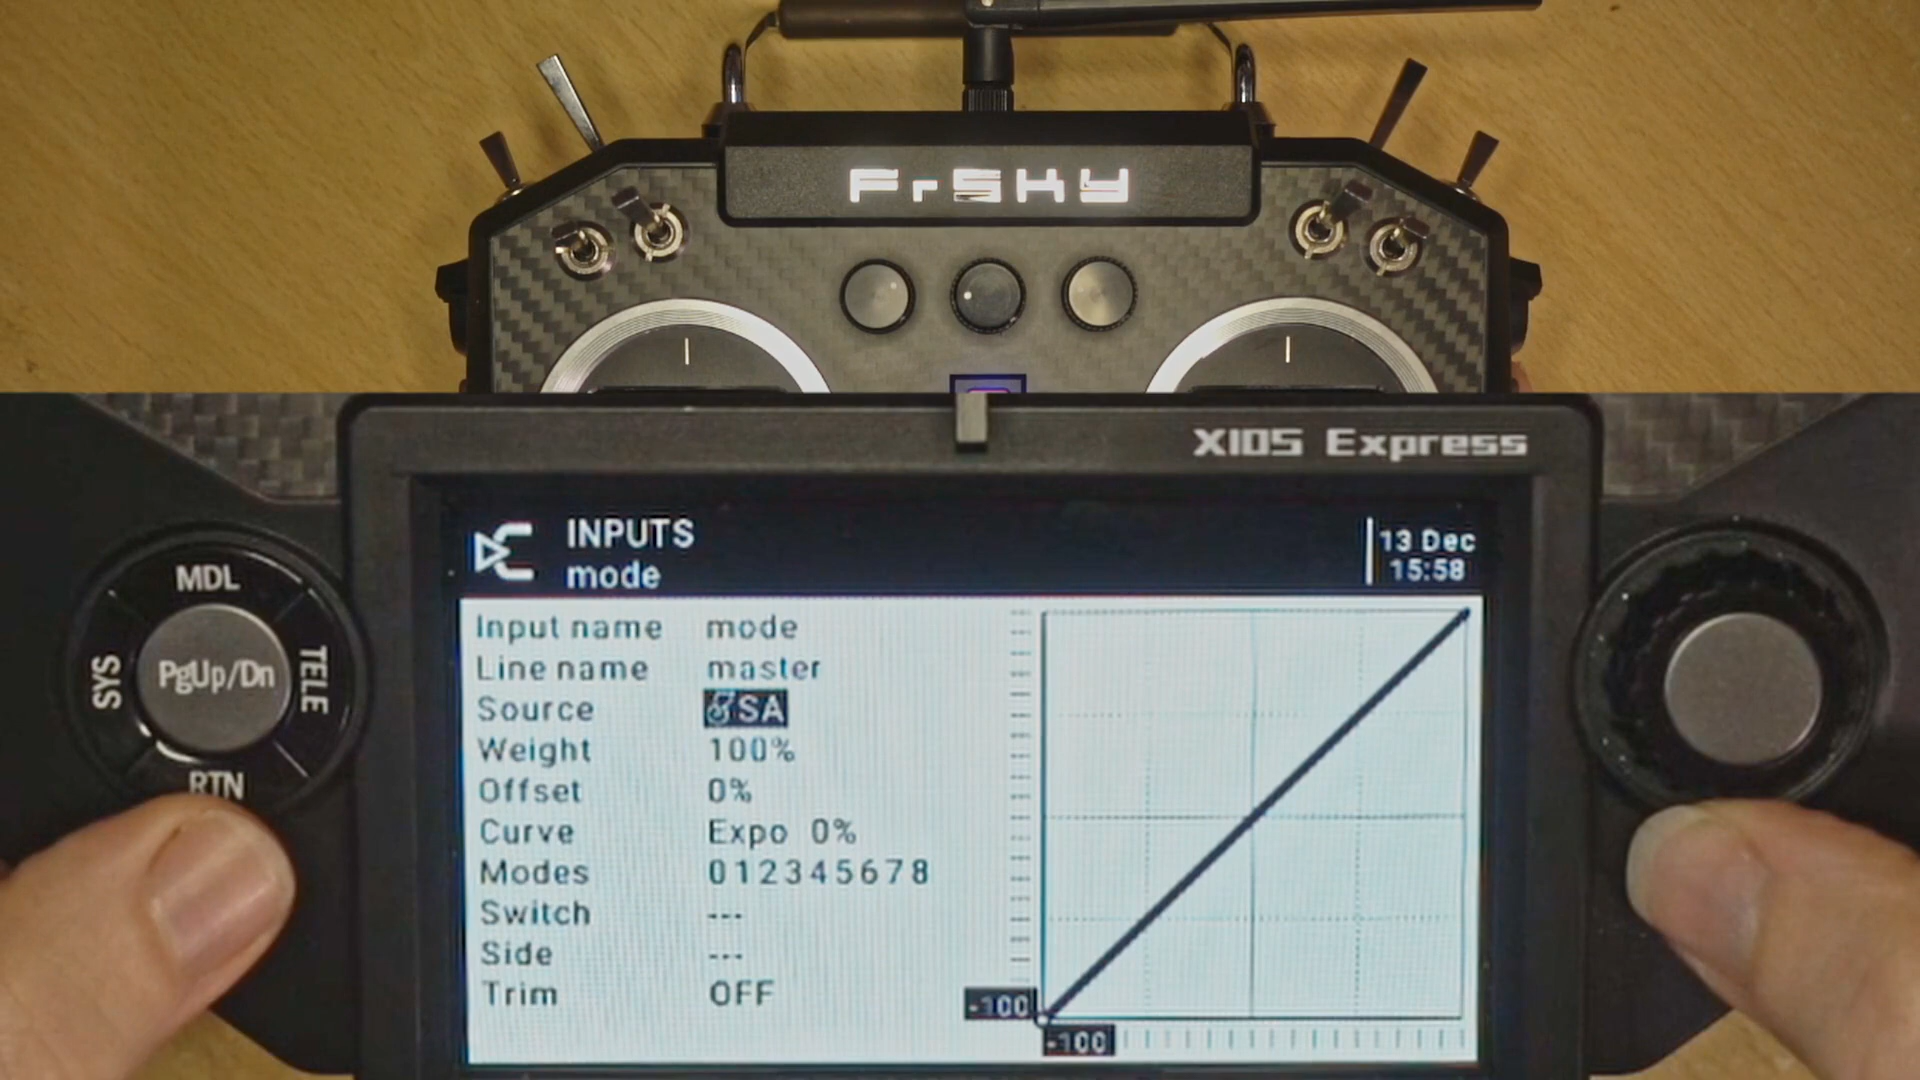 FrSKY
X10S Express
INPUTS
mode
13 Dec
15:58
MDL
SYS
PgUp/Dn
TELE
RTN
Input name mode
Line name master
Source SA
Weight 100%
Offset 0%
Curve Expo 0%
Modes 012345678
Switch ---
Side ---
Trim OFF
-100
-100